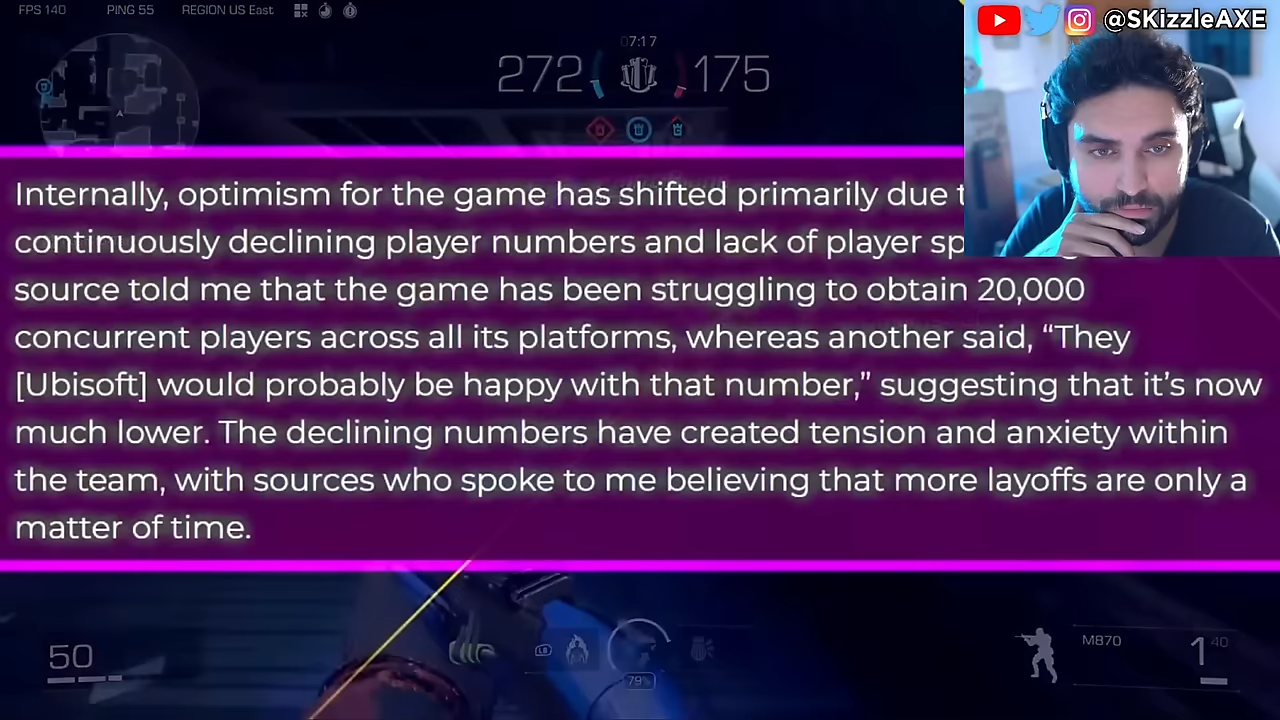 FPS 140 PING 55 REGION US East
@SKizzleAXE
07:17
272 175
Internally, optimism for the game has shifted primarily due
continuously declining player numbers and lack of player
source told me that the game has been struggling to obtain 20,000
concurrent players across all its platforms, whereas another said, “They
[Ubisoft] would probably be happy with that number,” suggesting that it’s now
much lower. The declining numbers have created tension and anxiety within
the team, with sources who spoke to me believing that more layoffs are only a
matter of time.
50
LB
79%
M870
1 40